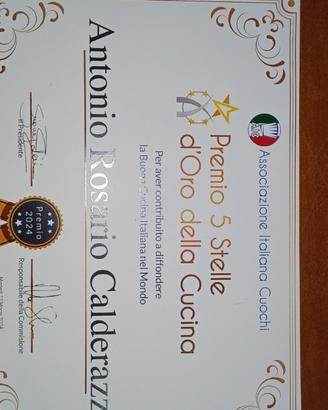 Associazione Italiana Cuochi
Premio 5 Stelle
d'Oro della Cucina
Per aver contribuito a diffondere
la Buona Cucina Italiana nel Mondo
Antonio Rosario Calderazz
Il Presidente
Premio
2024
Responsabile della Commisione